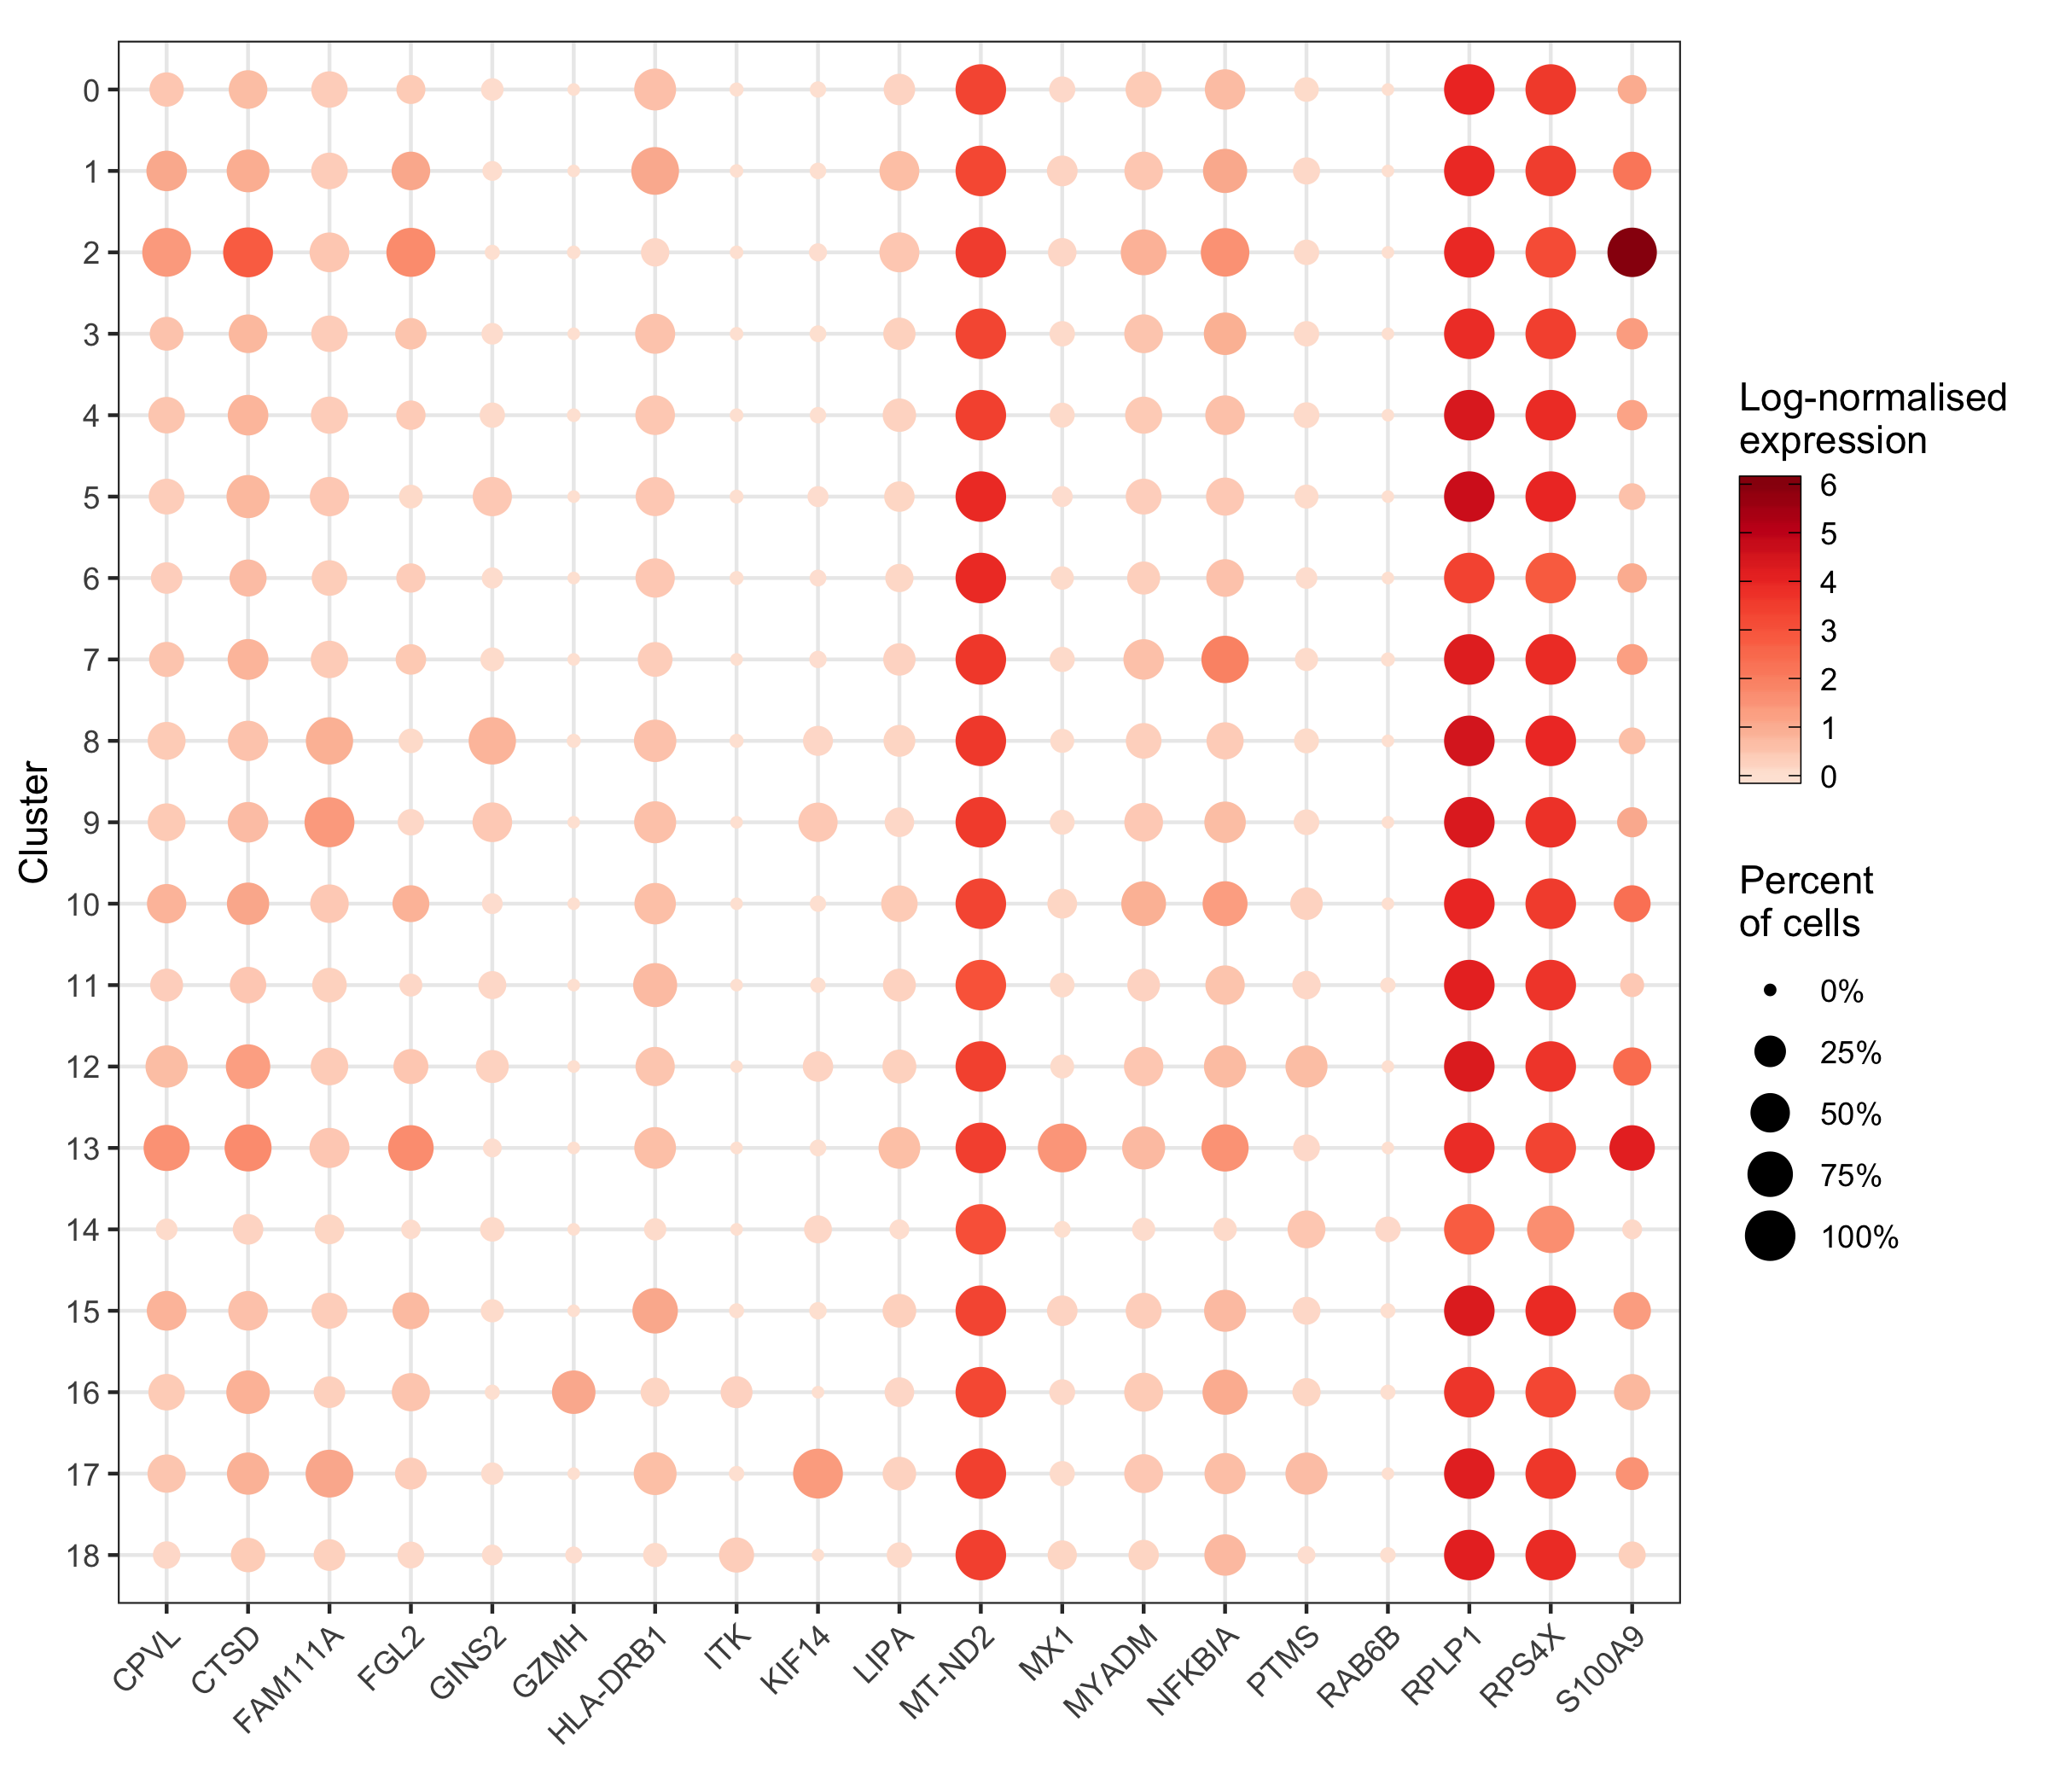 Cluster
0
1
2
3
4
5
6
7
8
9
10
11
12
13
14
15
16
17
18
CPVL
CTSD
FAM111A
FGL2
GINS2
GZMH
HLA-DRB1
ITK
KIF14
LIPA
MT-ND2
MX1
MYADM
NFKBIA
PTMS
RAB6B
RPLP1
RPS4X
S100A9
Log-normalised
expression
6
5
4
3
2
1
0
Percent
of cells
0%
25%
50%
75%
100%